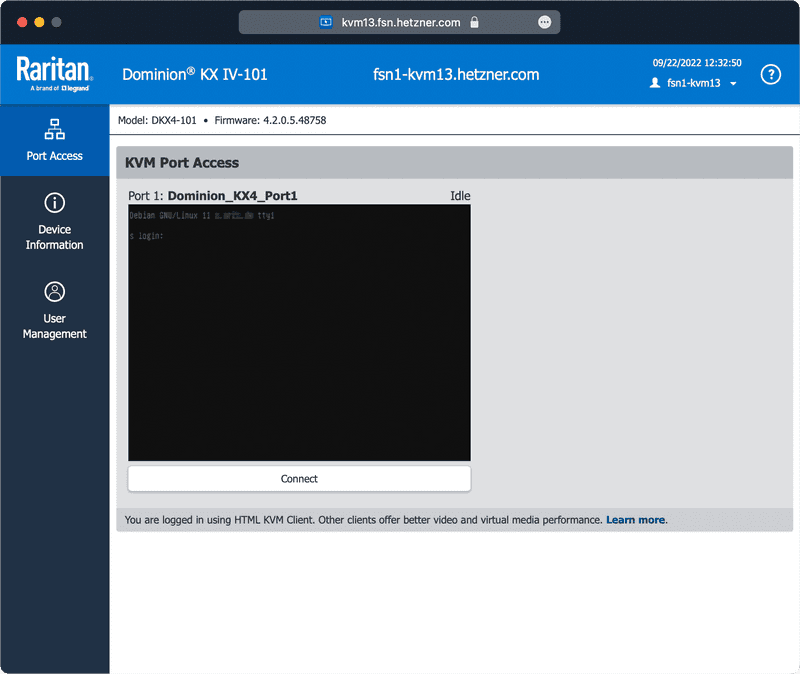 kvm13.fsn.hetzner.com
Raritan.
A brand of legrand
Dominion® KX IV-101
fsn1-kvm13.hetzner.com
09/22/2022 12:32:50
fsn1-kvm13
?
Model: DKX4-101 • Firmware: 4.2.0.5.48758
Port Access
Device
Information
User
Management
KVM Port Access
Port 1: Dominion_KX4_Port1 Idle
Debian GNU/Linux 11 tty1
s login:
Connect
You are logged in using HTML KVM Client. Other clients offer better video and virtual media performance. Learn more.